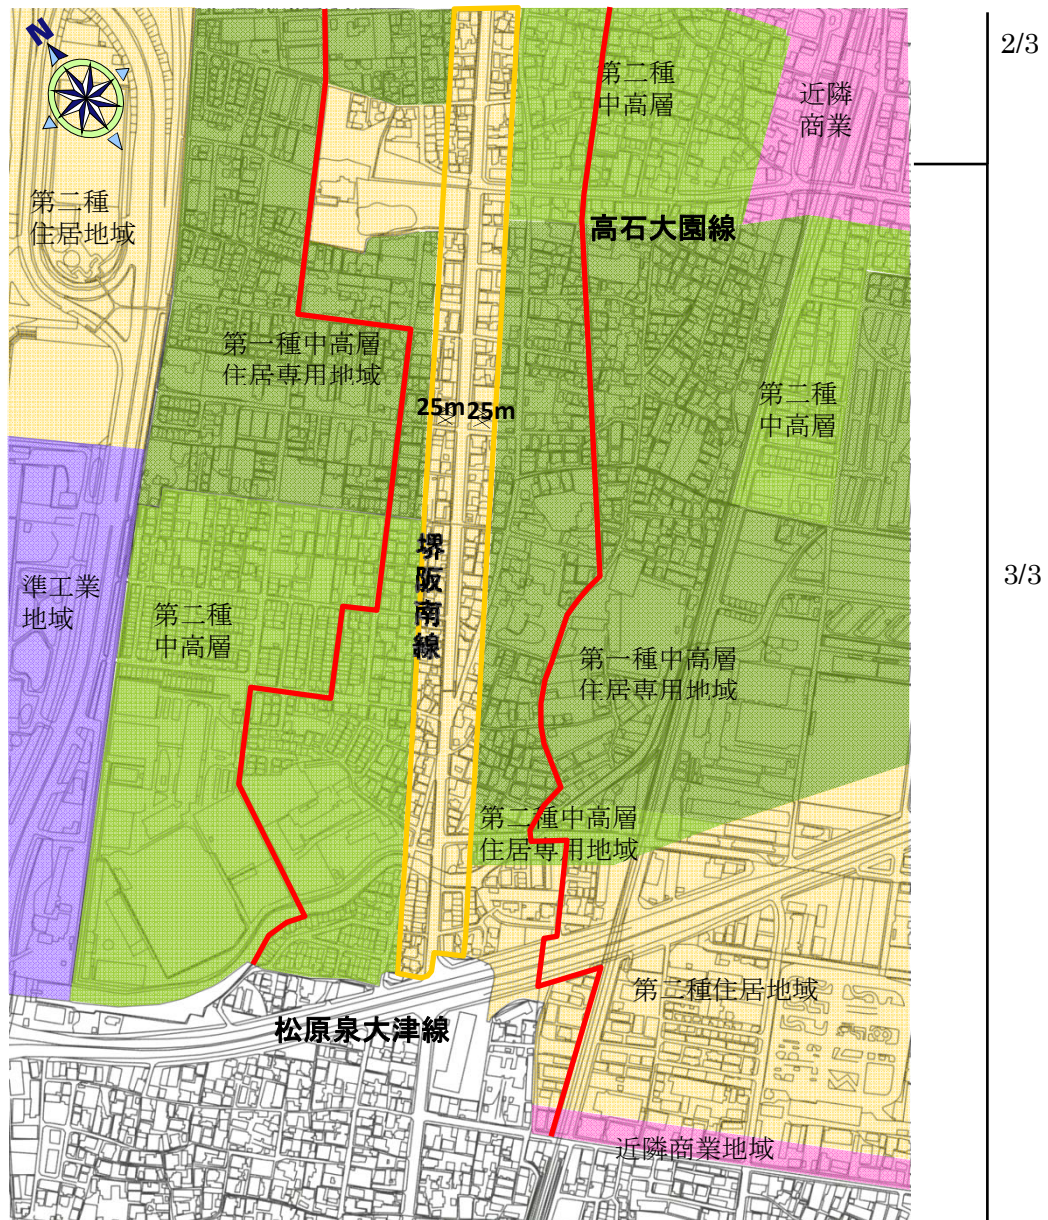 N
2/3
第二種
中高層
近隣
商業
第二種
住居地域
高石大園線
第一種中高層
住居専用地域
第二種
中高層
25m
25m
堺阪南線
準工業
地域
第二種
中高層
3/3
第一種中高層
住居専用地域
第二種中高層
住居専用地域
第二種住居地域
松原泉大津線
近隣商業地域